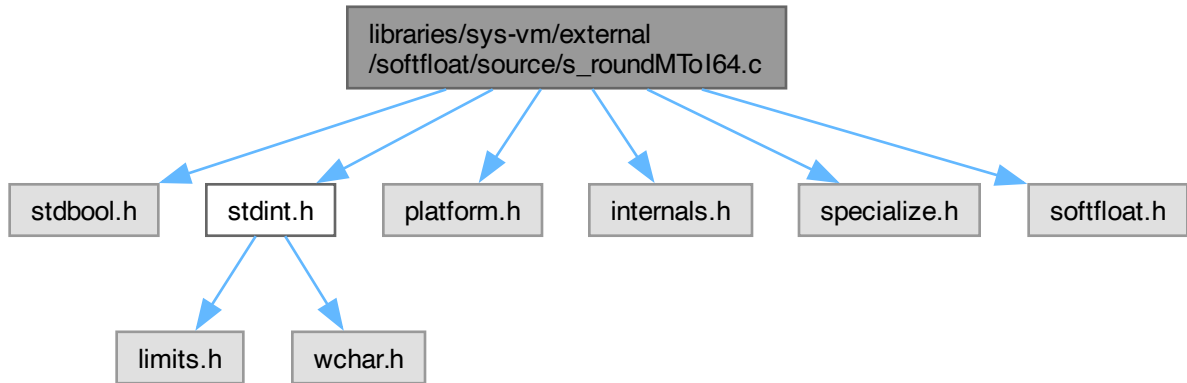 libraries/sys-vm/external
/softfloat/source/s_roundMToI64.c
stdbool.h
stdint.h
platform.h
internals.h
specialize.h
softfloat.h
limits.h
wchar.h